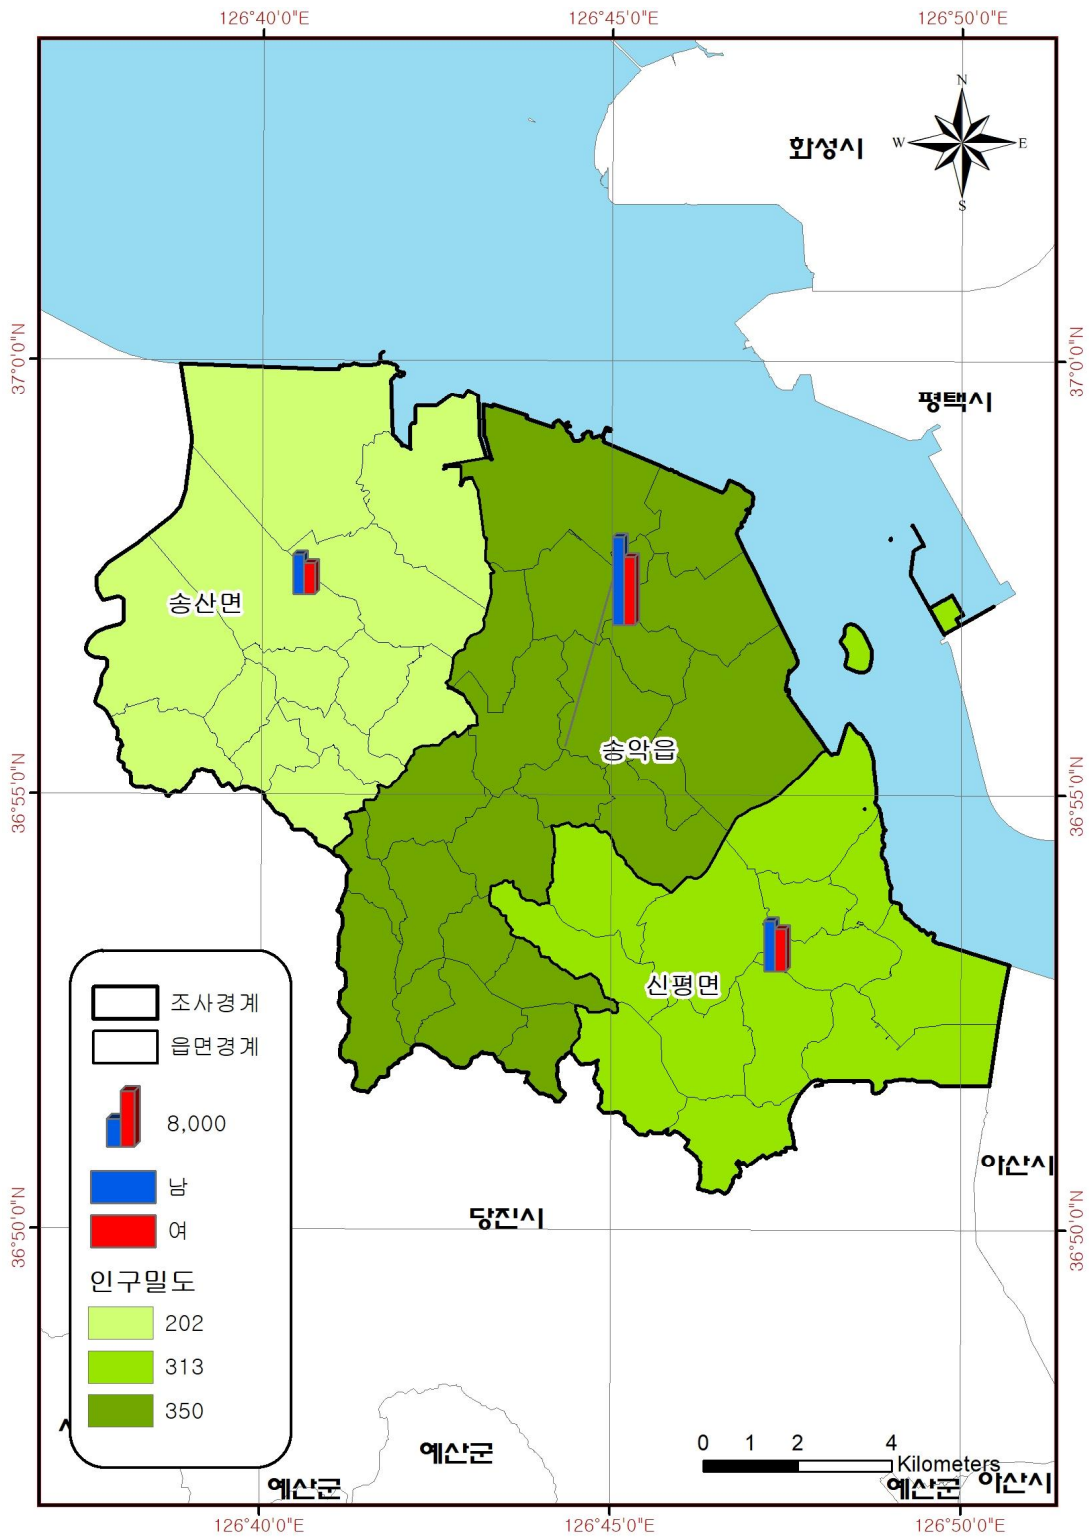 126°40'0"E
126°45'0"E
126°50'0"E
N
W
E
S
화성시
37°0'0"N
37°0'0"N
평택시
송산면
송악읍
36°55'0"N
36°55'0"N
신평면
조사경계
읍면경계
8,000
남
여
인구밀도
202
313
350
아산시
당진시
36°50'0"N
36°50'0"N
예산군
예산군
0 1 2 4
Kilometers
예산군
아산시
126°40'0"E
126°45'0"E
126°50'0"E